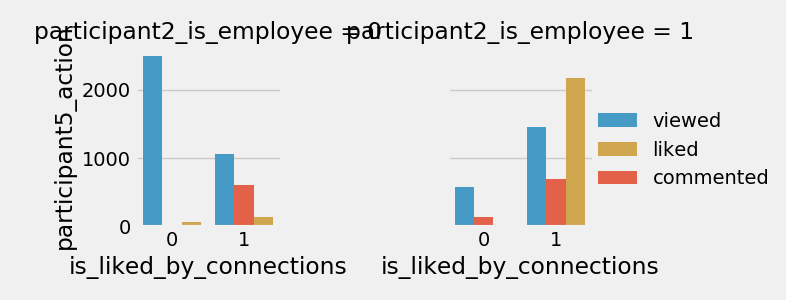 participant2_is_employee = 0
participant2_is_employee = 1
participant5_action
2000
1000
0
0
1
0
1
is_liked_by_connections
is_liked_by_connections
viewed
liked
commented